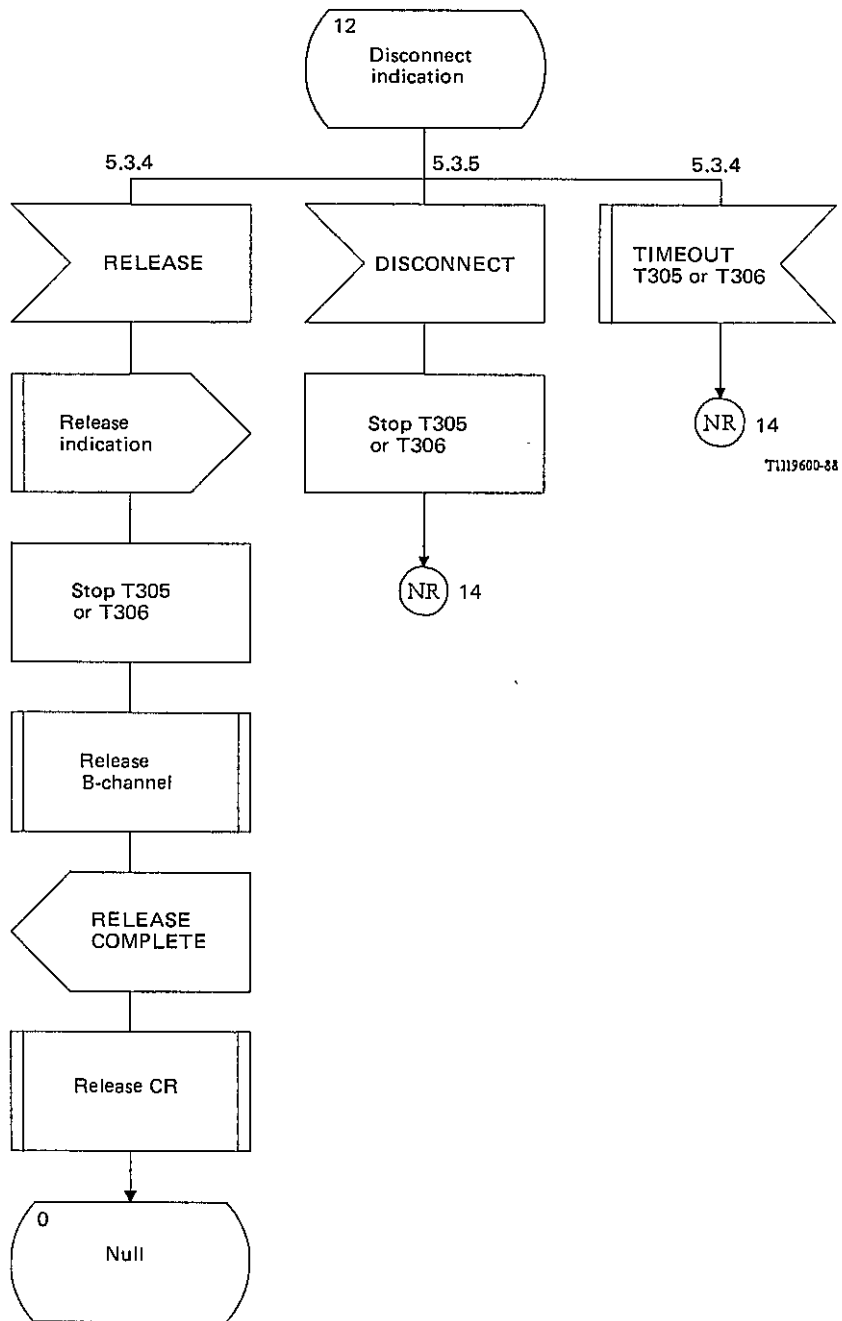 12
Disconnect
indication
5.3.4
5.3.5
5.3.4
RELEASE
DISCONNECT
TIMEOUT
T305 or T306
Release
indication
Stop T305
or T306
NR 14
T1119600-88
Stop T305
or T306
NR 14
Release
B-channel
RELEASE
COMPLETE
Release CR
0
Null